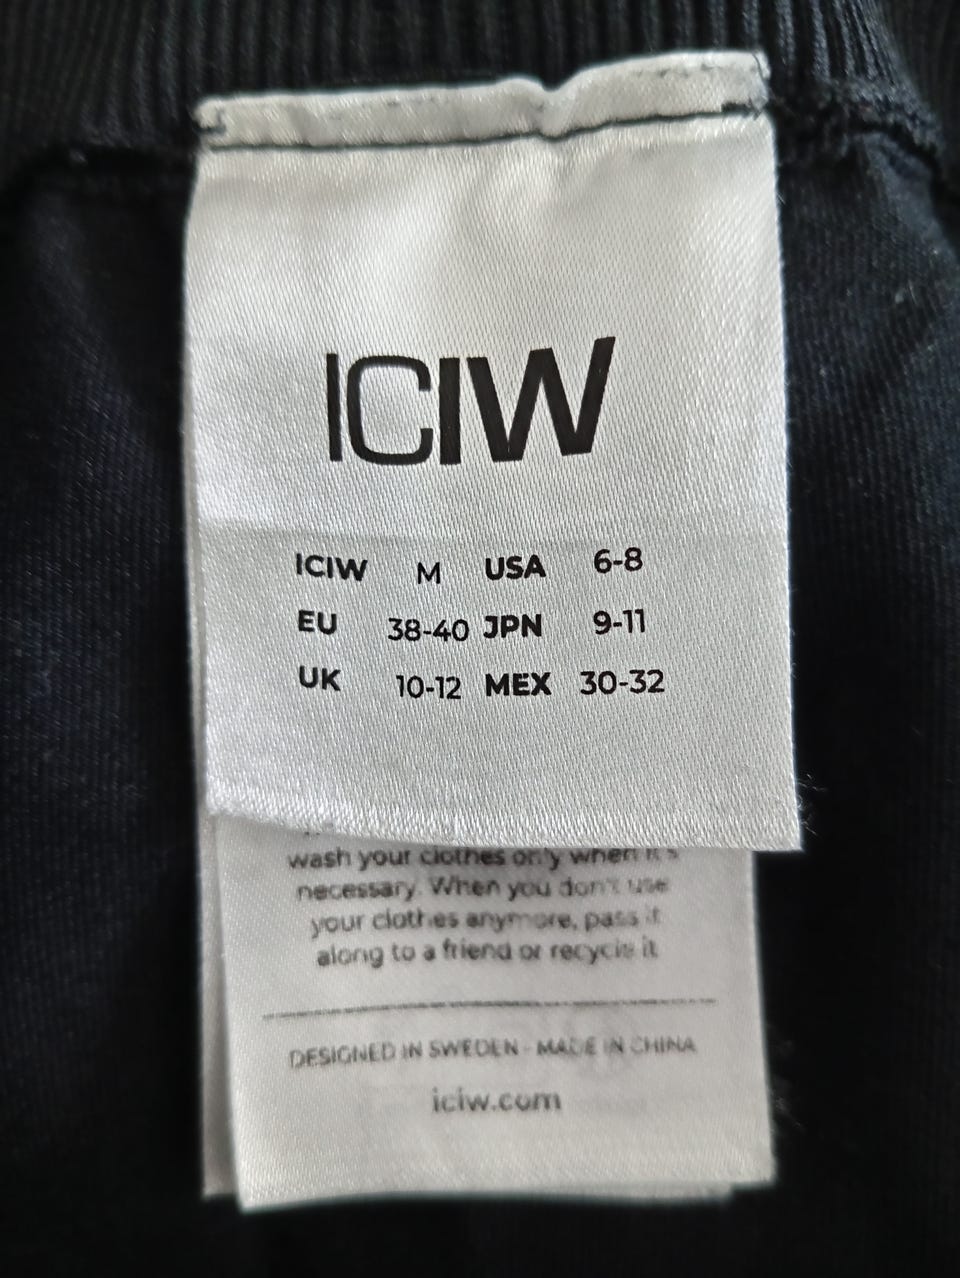 ICIW
ICIW M USA 6-8
EU 38-40 JPN 9-11
UK 10-12 MEX 30-32
wash your clothes only when it's
necessary. When you don't use
your clothes anymore, pass it
along to a friend or recycle it
DESIGNED IN SWEDEN - MADE IN CHINA
iciw.com